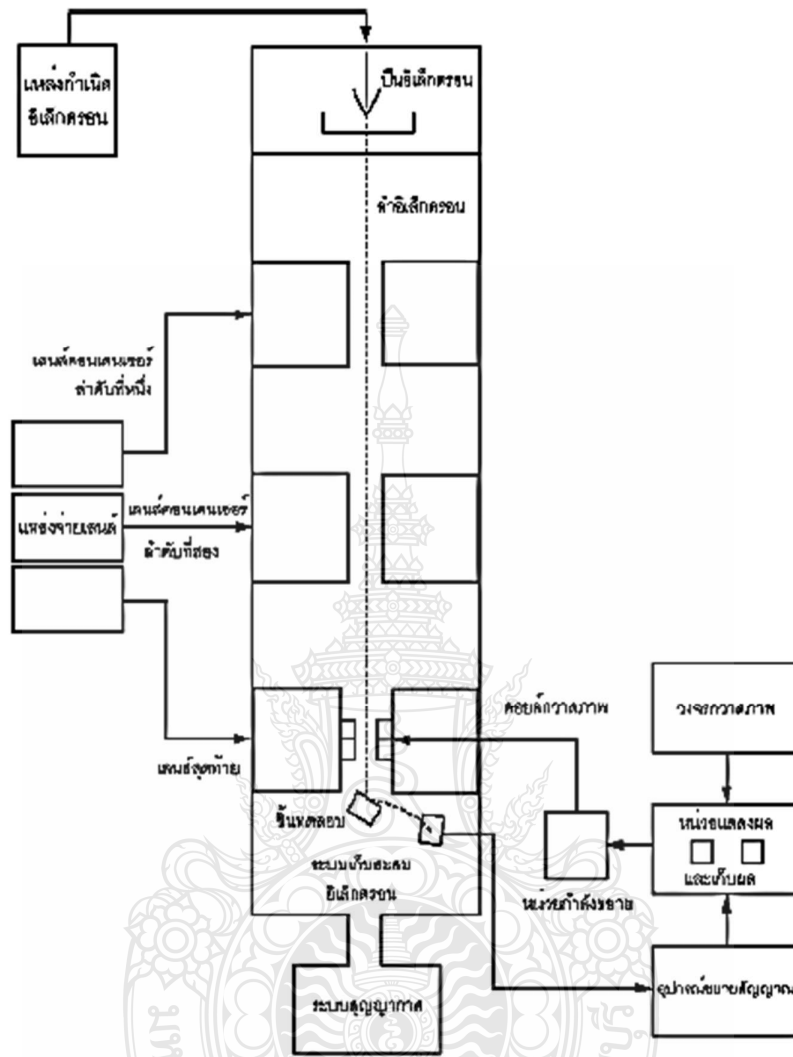 แหล่งกำเนิด
อิเล็กตรอน
ปืนอิเล็กตรอน
ลำอิเล็กตรอน
เลนส์คอนเดนเซอร์
ลำดับที่หนึ่ง
แหล่งจ่ายเลนส์
เลนส์คอนเดนเซอร์
ลำดับที่สอง
เลนส์สุดท้าย
คอยล์กวาดภาพ
วงจรกวาดภาพ
ชิ้นทดสอบ
ระบบเก็บสะสม
อิเล็กตรอน
หน่วยกำลังขยาย
หน่วยแสดงผล
และเก็บผล
อุปกรณ์ขยายสัญญาณ
ระบบสุญญากาศ